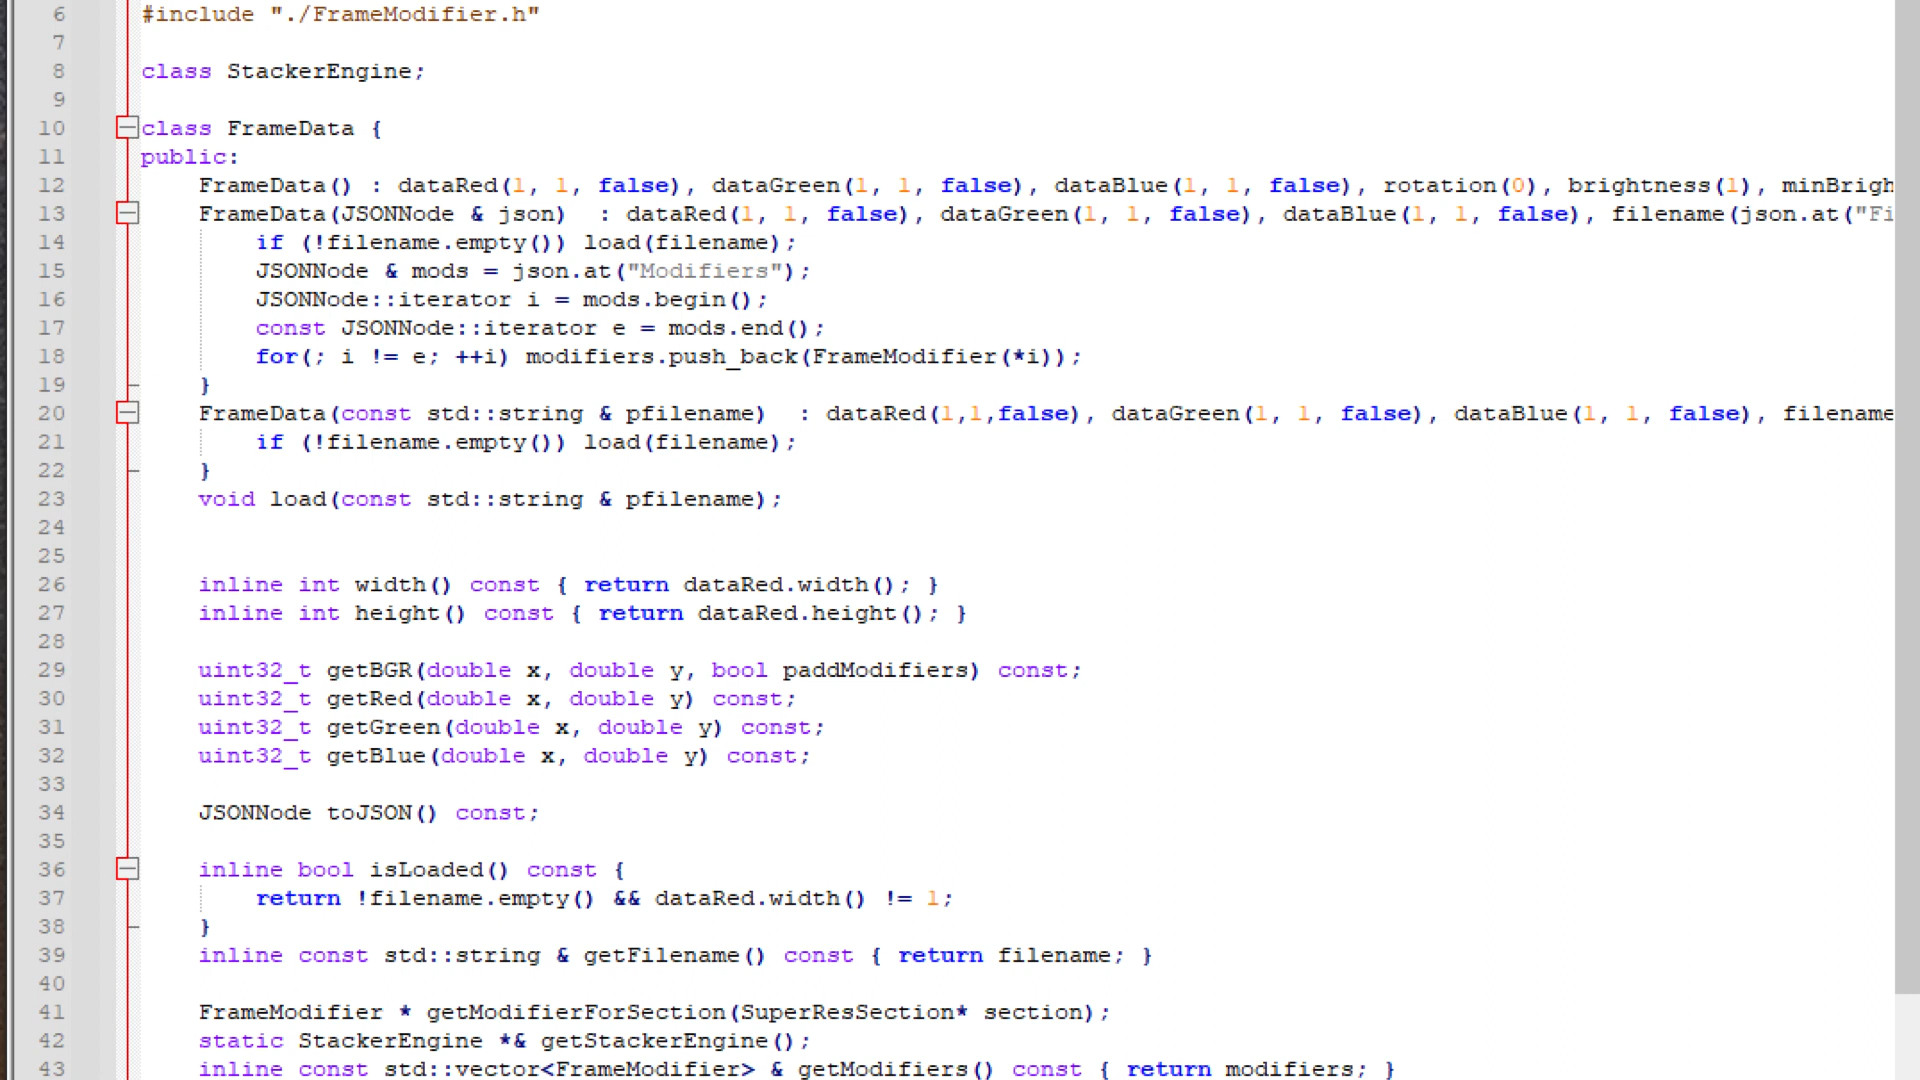 6 #include "./FrameModifier.h"
7
8 class StackerEngine;
9
10 class FrameData {
11 public:
12 FrameData() : dataRed(1, 1, false), dataGreen(1, 1, false), dataBlue(1, 1, false), rotation(0), brightness(1), minBrigh
13 FrameData(JSONNode & json)  : dataRed(1, 1, false), dataGreen(1, 1, false), dataBlue(1, 1, false), filename(json.at("Fi
14 if (!filename.empty()) load(filename);
15 JSONNode & mods = json.at("Modifiers");
16 JSONNode::iterator i = mods.begin();
17 const JSONNode::iterator e = mods.end();
18 for(; i != e; ++i) modifiers.push_back(FrameModifier(*i));
19 }
20 FrameData(const std::string & pfilename)  : dataRed(1,1,false), dataGreen(1, 1, false), dataBlue(1, 1, false), filename
21 if (!filename.empty()) load(filename);
22 }
23 void load(const std::string & pfilename);
24
25
26 inline int width() const { return dataRed.width(); }
27 inline int height() const { return dataRed.height(); }
28
29 uint32_t getBGR(double x, double y, bool paddModifiers) const;
30 uint32_t getRed(double x, double y) const;
31 uint32_t getGreen(double x, double y) const;
32 uint32_t getBlue(double x, double y) const;
33
34 JSONNode toJSON() const;
35
36 inline bool isLoaded() const {
37 return !filename.empty() && dataRed.width() != 1;
38 }
39 inline const std::string & getFilename() const { return filename; }
40
41 FrameModifier * getModifierForSection(SuperResSection* section);
42 static StackerEngine *& getStackerEngine();
43 inline const std::vector<FrameModifier> & getModifiers() const { return modifiers; }